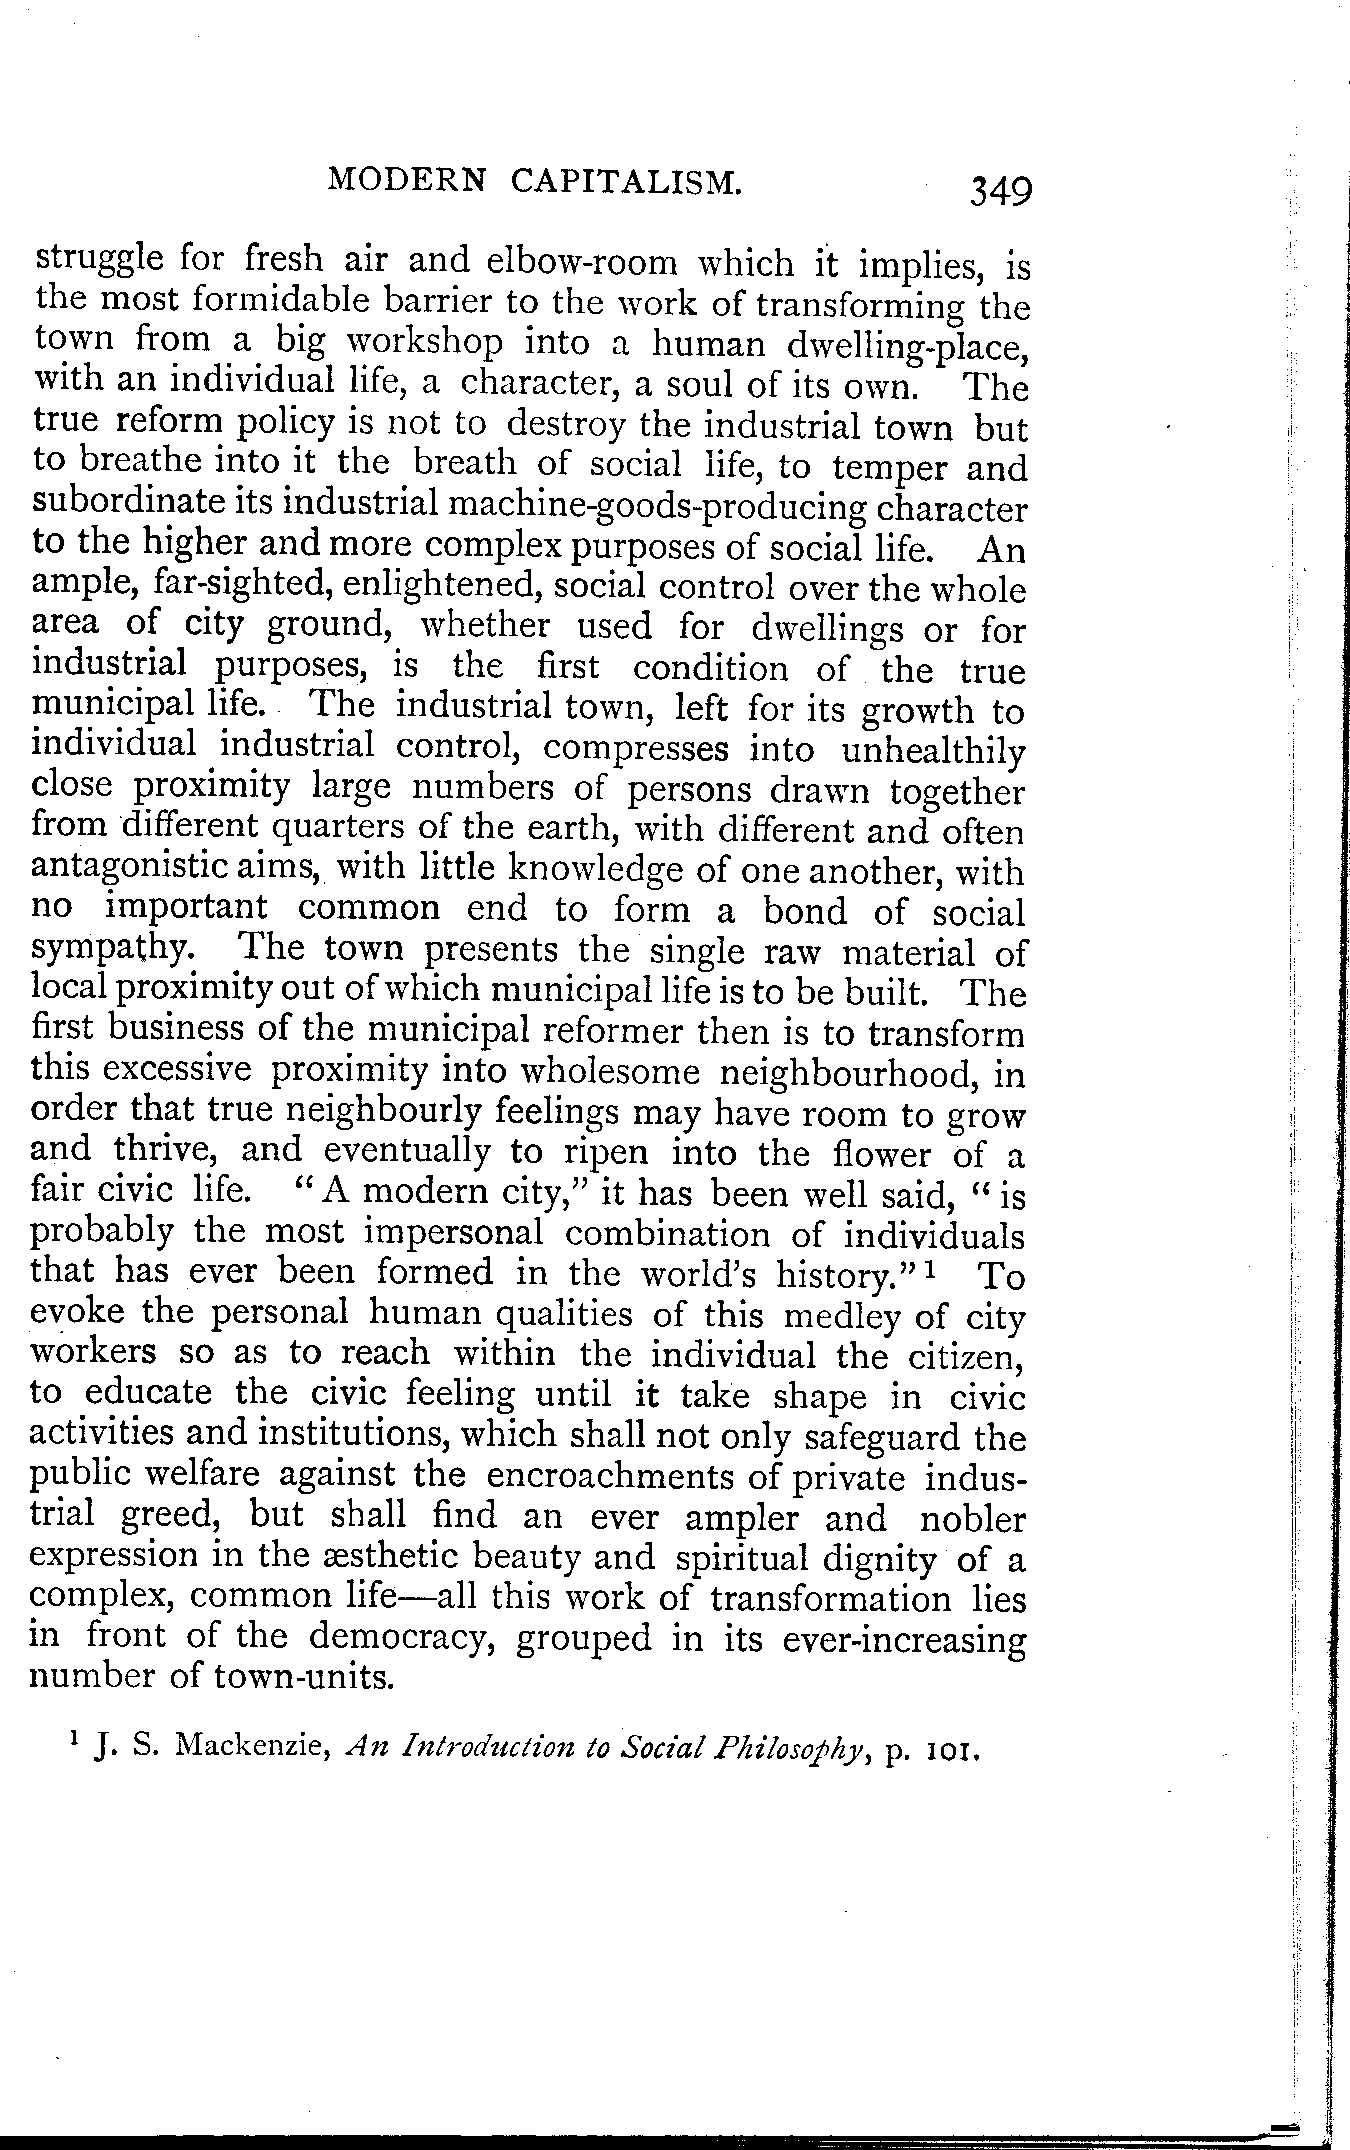 MODERN CAPITALISM. 349
struggle for fresh air and elbow-room which it implies, is
the most formidable barrier to the work of transforming the
town from a big workshop into a human dwelling-place,
with an individual life, a character, a soul of its own. The
true reform policy is not to destroy the industrial town but
to breathe into it the breath of social life, to temper and
subordinate its industrial machine-goods-producing character
to the higher and more complex purposes of social life. An
ample, far-sighted, enlightened, social control over the whole
area of city ground, whether used for dwellings or for
industrial purposes, is the first condition of the true
municipal life. The industrial town, left for its growth to
individual industrial control, compresses into unhealthily
close proximity large numbers of persons drawn together
from different quarters of the earth, with different and often
antagonistic aims, with little knowledge of one another, with
no important common end to form a bond of social
sympathy. The town presents the single raw material of
local proximity out of which municipal life is to be built. The
first business of the municipal reformer then is to transform
this excessive proximity into wholesome neighbourhood, in
order that true neighbourly feelings may have room to grow
and thrive, and eventually to ripen into the flower of a
fair civic life. “ A modern city,” it has been well said, “ is
probably the most impersonal combination of individuals
that has ever been formed in the world's history.” ¹ To
evoke the personal human qualities of this medley of city
workers so as to reach within the individual the citizen,
to educate the civic feeling until it take shape in civic
activities and institutions, which shall not only safeguard the
public welfare against the encroachments of private indus-
trial greed, but shall find an ever ampler and nobler
expression in the æsthetic beauty and spiritual dignity of a
complex, common life—all this work of transformation lies
in front of the democracy, grouped in its ever-increasing
number of town-units.
¹ J. S. Mackenzie, An Introduction to Social Philosophy, p. 101.